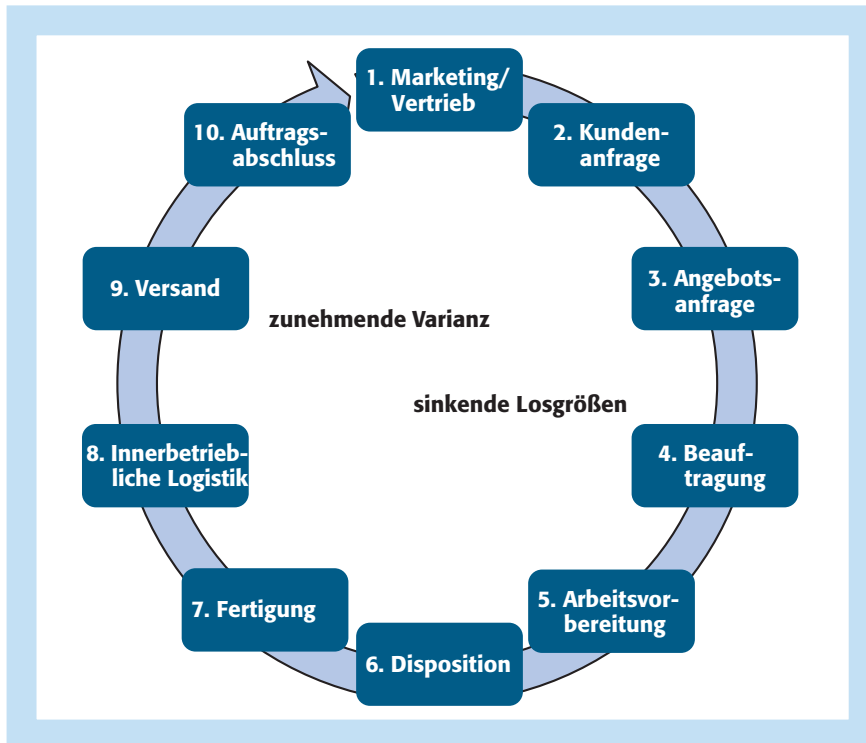 1. Marketing/
Vertrieb
2. Kunden-
anfrage
3. Angebots-
anfrage
4. Beauf-
tragung
5. Arbeitsvor-
bereitung
6. Disposition
7. Fertigung
8. Innerbetrieb-
liche Logistik
9. Versand
10. Auftrags-
abschluss
zunehmende Varianz
sinkende Losgrößen